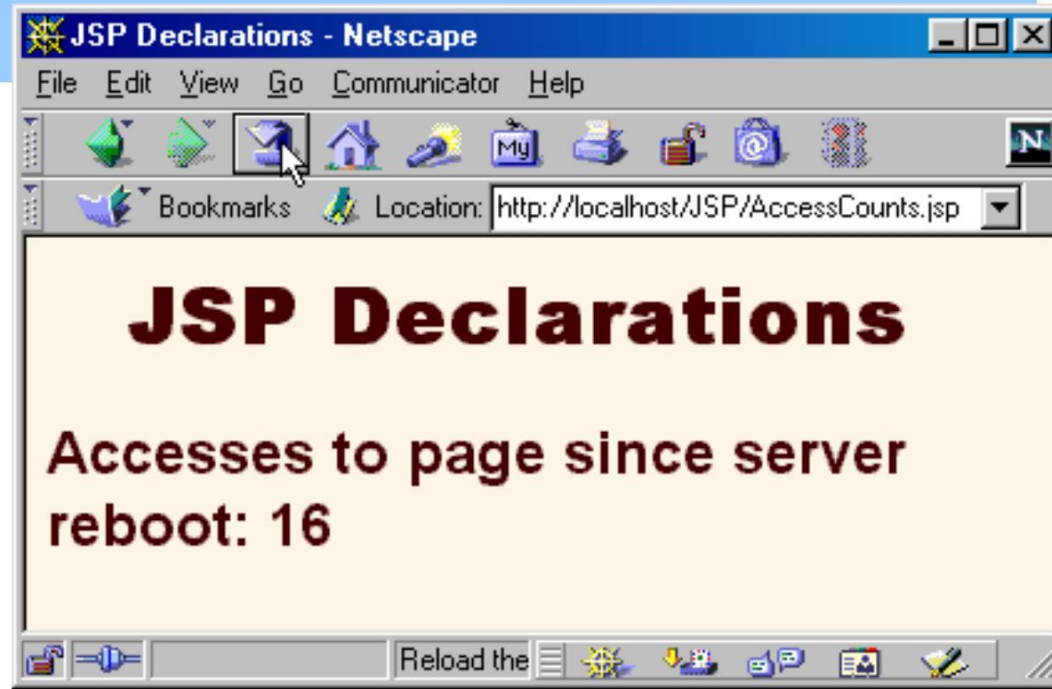 JSP Declarations - Netscape
File Edit View Go Communicator Help
My N
Bookmarks Location: http://localhost/JSP/AccessCounts.jsp
JSP Declarations
Accesses to page since server
reboot: 16
Reload the